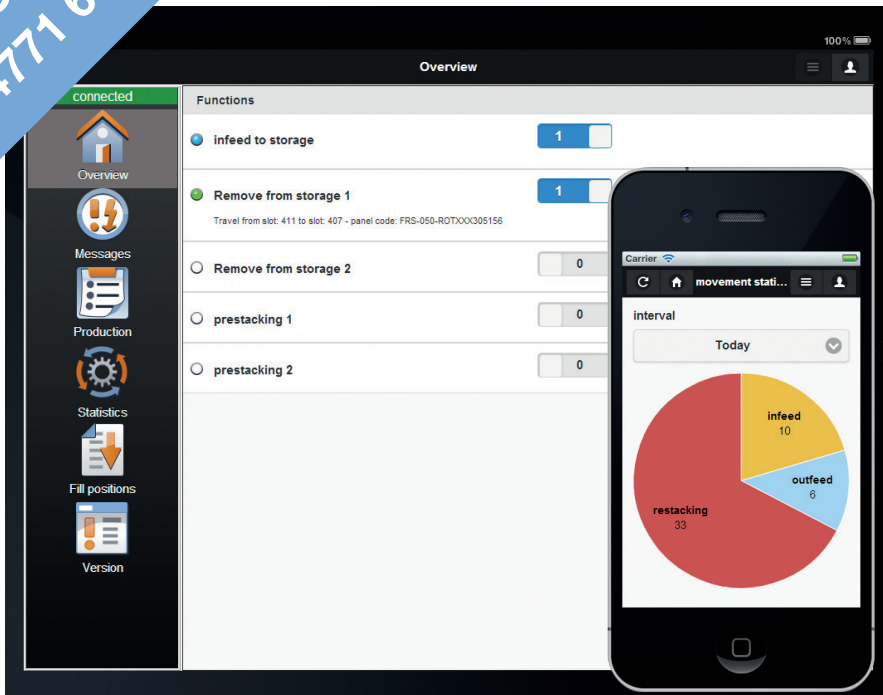 4771 6
100%
Overview
connected
Functions
infeed to storage
1
Overview
Remove from storage 1
1
Travel from slot: 411 to slot: 407 - panel code: FRS-050-ROTXXX305156
Messages
Remove from storage 2
0
Production
prestacking 1
0
prestacking 2
0
Statistics
Fill positions
Version
Carrier
movement stati...
interval
Today
infeed
10
outfeed
6
restacking
33